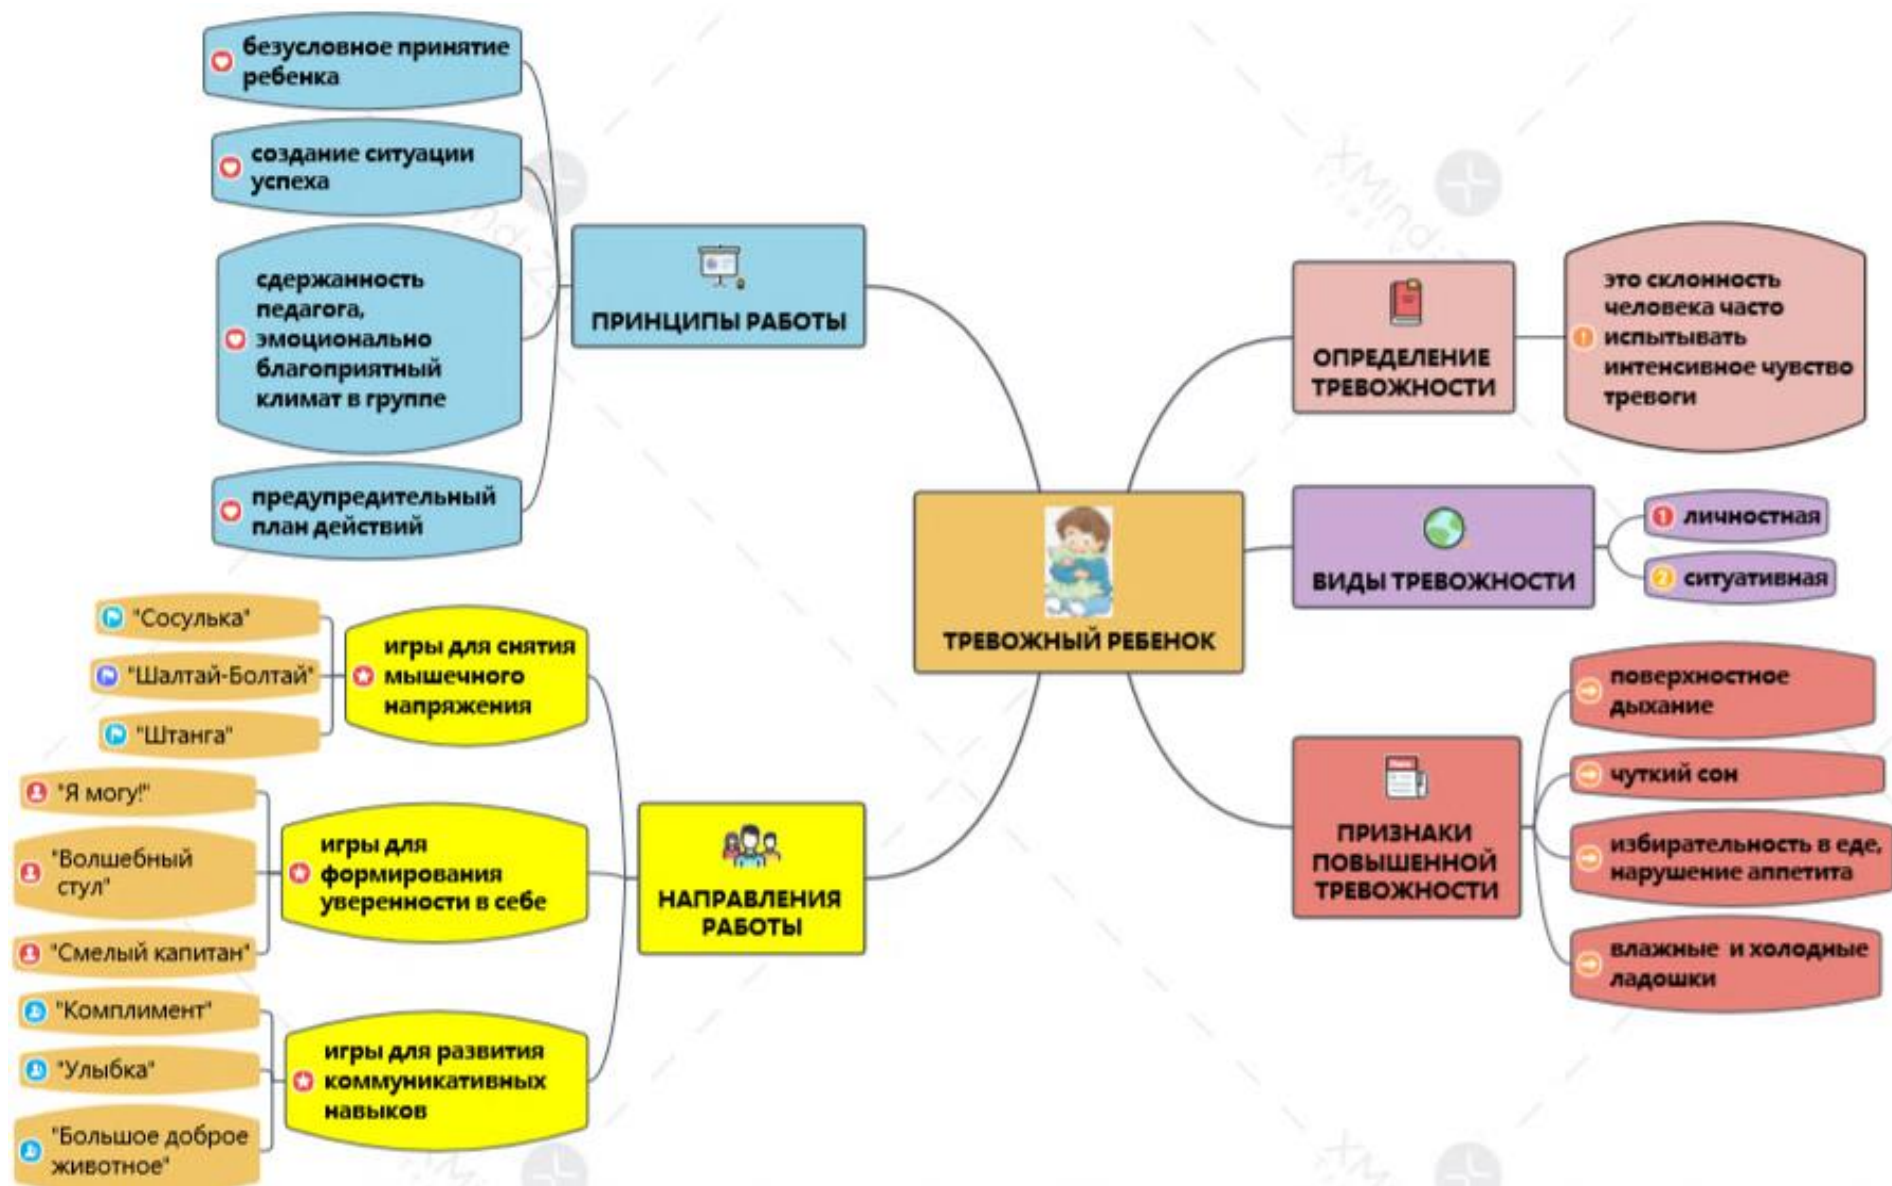 безусловное принятие
ребенка
создание ситуации
успеха
сдержанность
педагога,
эмоционально
благоприятный
климат в группе
предупредительный
план действий
ПРИНЦИПЫ РАБОТЫ
"Сосулька"
"Шалтай-Болтай"
"Штанга"
игры для снятия
мышечного
напряжения
"Я могу!"
"Волшебный
стул"
"Смелый капитан"
игры для
формирования
уверенности в себе
"Комплимент"
"Улыбка"
"Большое доброе
животное"
игры для развития
коммуникативных
навыков
НАПРАВЛЕНИЯ
РАБОТЫ
ТРЕВОЖНЫЙ РЕБЕНОК
ОПРЕДЕЛЕНИЕ
ТРЕВОЖНОСТИ
это склонность
человека часто
испытывать
интенсивное чувство
тревоги
ВИДЫ ТРЕВОЖНОСТИ
1 личностная
2 ситуативная
ПРИЗНАКИ
ПОВЫШЕННОЙ
ТРЕВОЖНОСТИ
поверхностное
дыхание
чуткий сон
избирательность в еде,
нарушение аппетита
влажные и холодные
ладошки